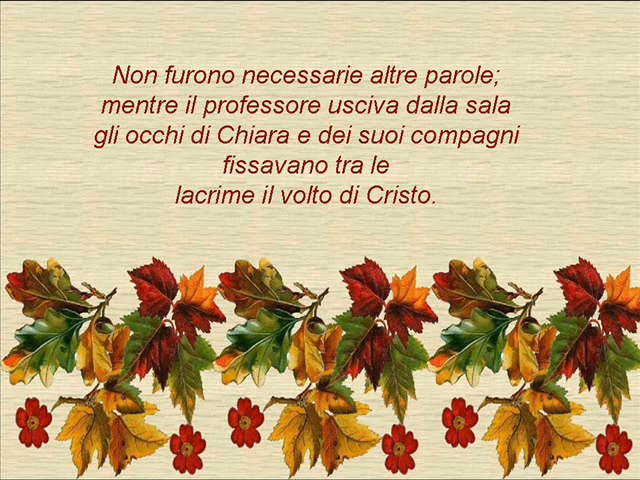 Non furono necessarie altre parole;
mentre il professore usciva dalla sala
gli occhi di Chiara e dei suoi compagni
fissavano tra le
lacrime il volto di Cristo.